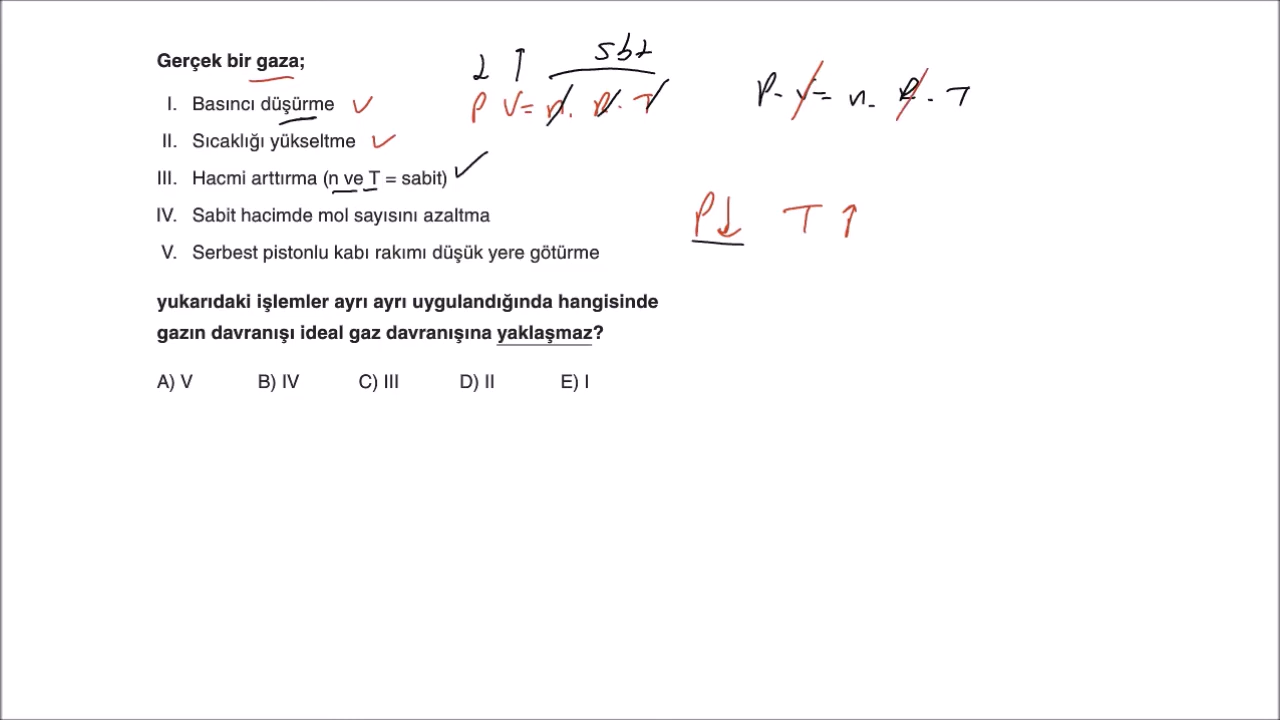 Gerçek bir gaza;
I. Basıncı düşürme
II. Sıcaklığı yükseltme
III. Hacmi arttırma (n ve T = sabit)
IV. Sabit hacimde mol sayısını azaltma
V. Serbest pistonlu kabı rakımı düşük yere götürme
yukarıdaki işlemler ayrı ayrı uygulandığında hangisinde
gazın davranışı ideal gaz davranışına yaklaşmaz?
A) V B) IV C) III D) II E) I
↓ ↑ sbt
P V = n. R. T
P. V = n. R. T
P↓ T↑